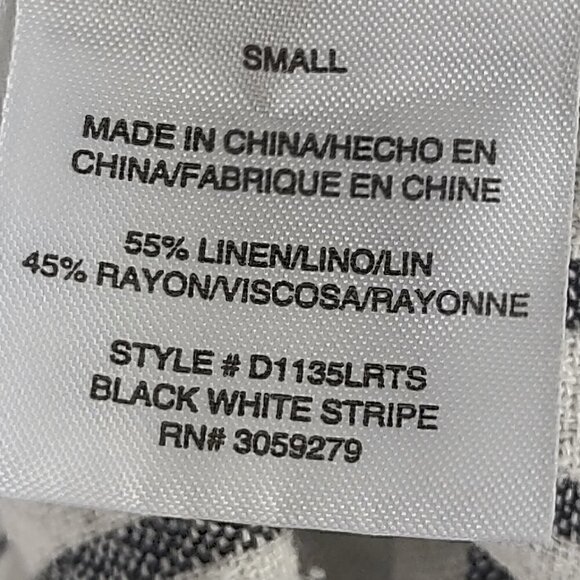 SMALL
MADE IN CHINA/HECHO EN
CHINA/FABRIQUE EN CHINE
55% LINEN/LINO/LIN
45% RAYON/VISCOSA/RAYONNE
STYLE # D1135LRTS
BLACK WHITE STRIPE
RN# 3059279